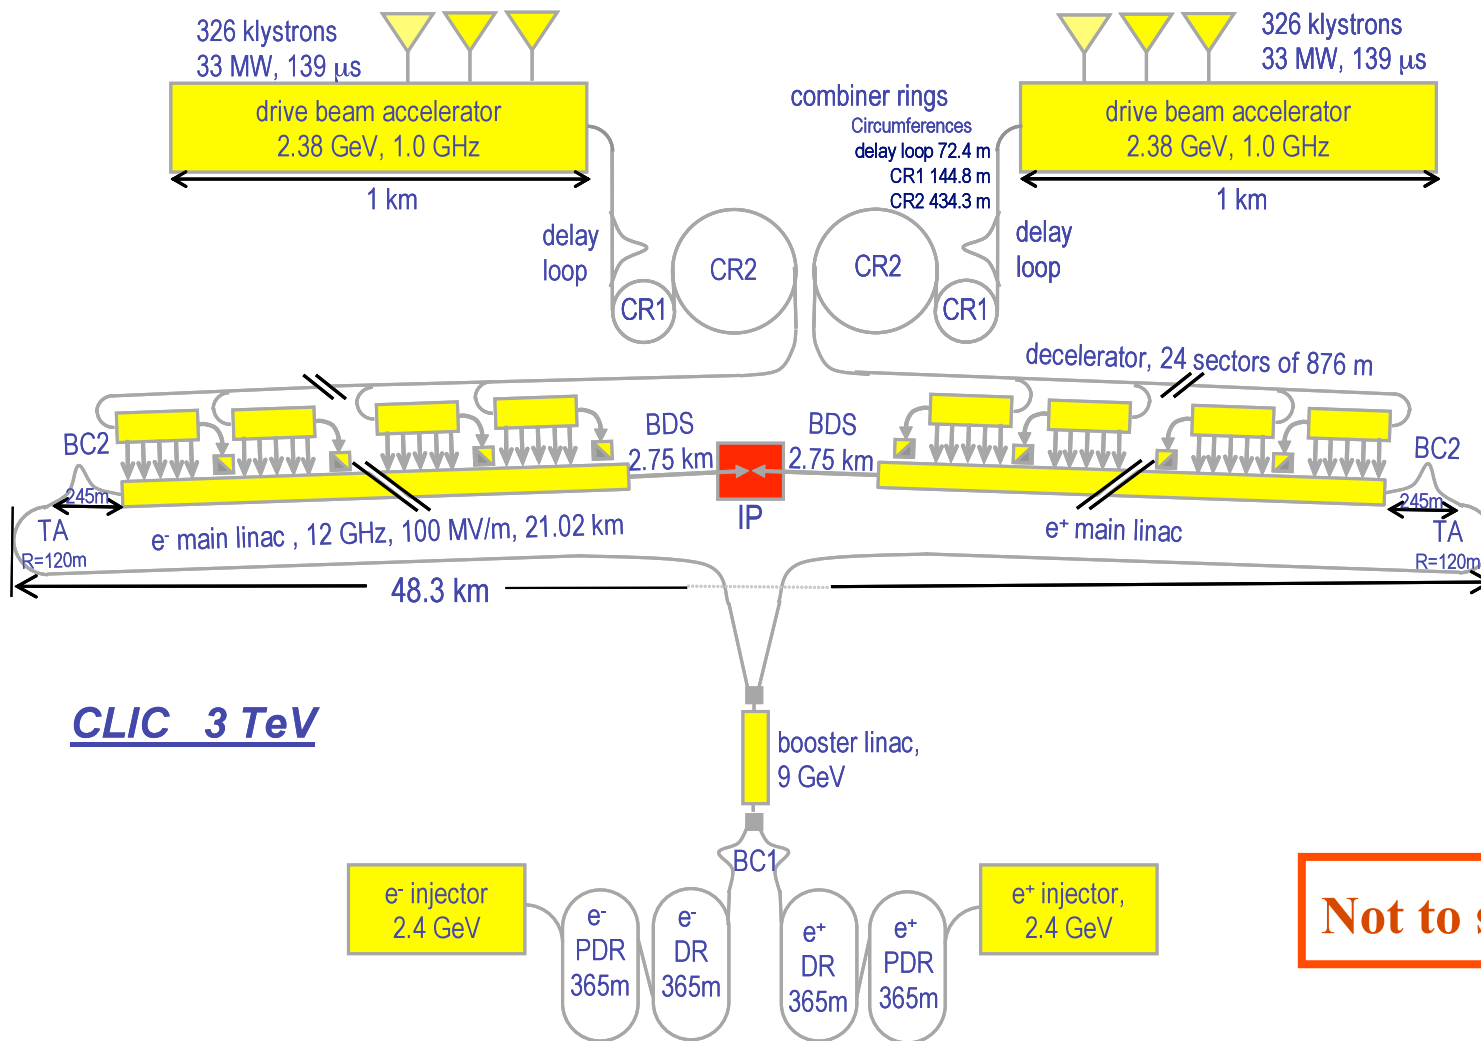 326 klystrons
33 MW, 139 μs
drive beam accelerator
2.38 GeV, 1.0 GHz
1 km
combiner rings
Circumferences
delay loop 72.4 m
CR1 144.8 m
CR2 434.3 m
326 klystrons
33 MW, 139 μs
drive beam accelerator
2.38 GeV, 1.0 GHz
1 km
delay
loop
CR1
CR2
CR2
CR1
delay
loop
decelerator, 24 sectors of 876 m
BC2
245m
TA
R=120m
BDS
2.75 km
IP
BDS
2.75 km
BC2
245m
TA
R=120m
e- main linac , 12 GHz, 100 MV/m, 21.02 km
e+ main linac
48.3 km
CLIC 3 TeV
booster linac,
9 GeV
BC1
e- injector
2.4 GeV
e-
PDR
365m
e-
DR
365m
e+
DR
365m
e+
PDR
365m
e+ injector,
2.4 GeV
Not to